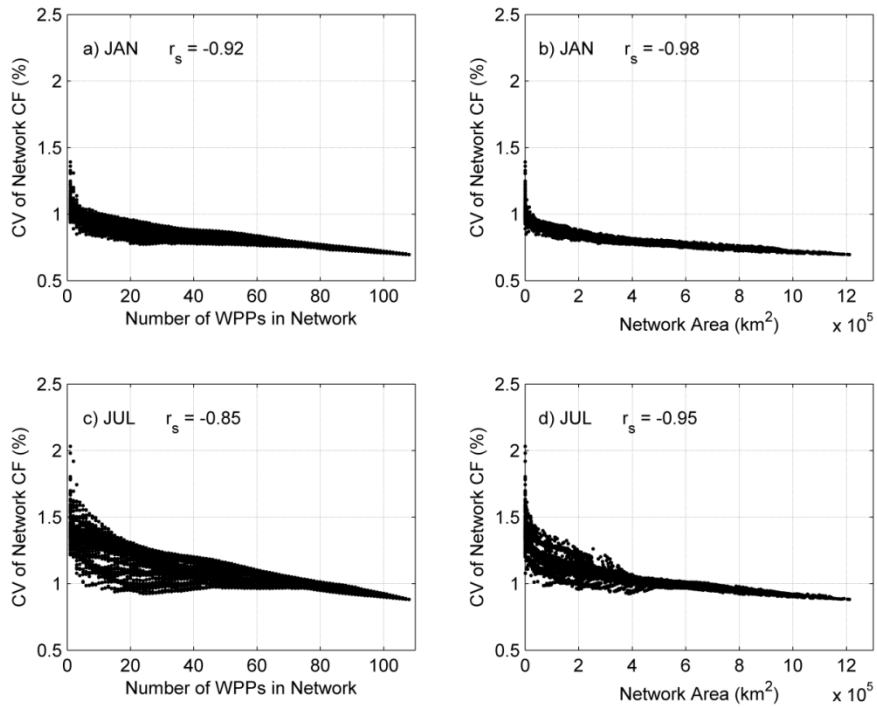 2.5
2
1.5
1
0.5
CV of Network CF (%)
a) JAN r_s = -0.92
0 20 40 60 80 100
Number of WPPs in Network
2.5
2
1.5
1
0.5
CV of Network CF (%)
b) JAN r_s = -0.98
0 2 4 6 8 10 12
Network Area (km²)
x 10⁵
2.5
2
1.5
1
0.5
CV of Network CF (%)
c) JUL r_s = -0.85
0 20 40 60 80 100
Number of WPPs in Network
2.5
2
1.5
1
0.5
CV of Network CF (%)
d) JUL r_s = -0.95
0 2 4 6 8 10 12
Network Area (km²)
x 10⁵